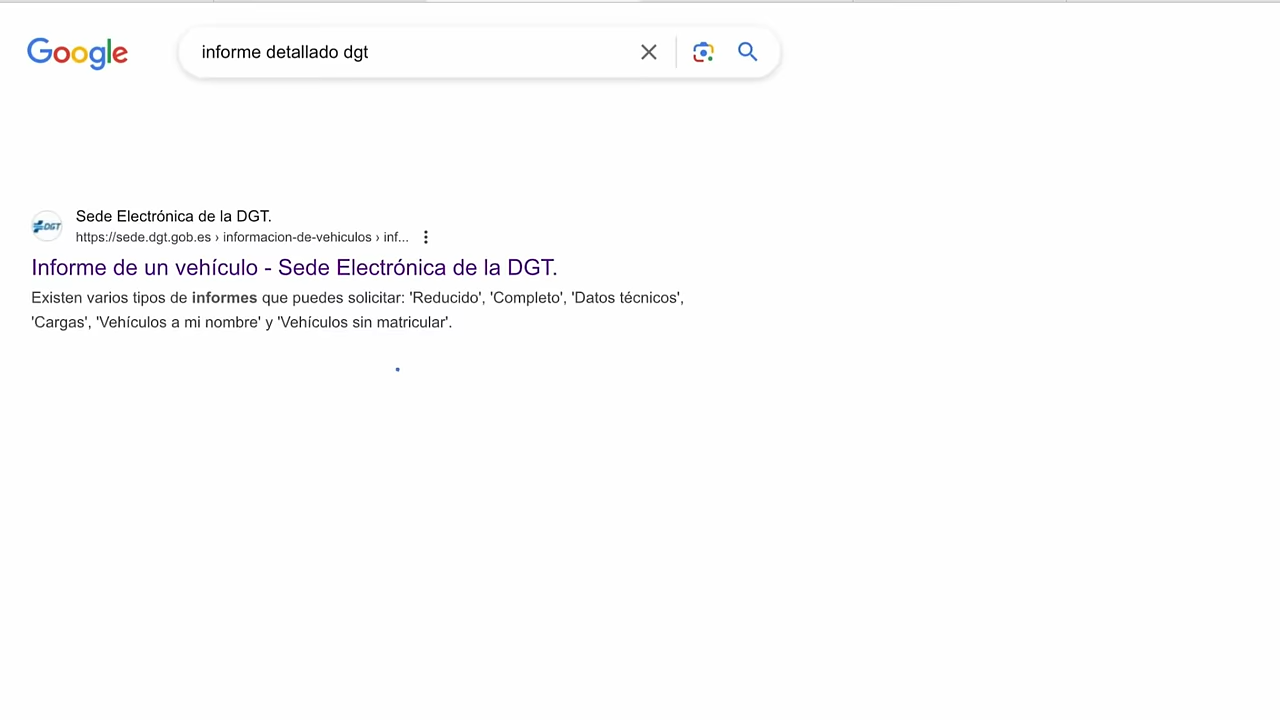 Google
informe detallado dgt
Sede Electrónica de la DGT.
DGT
https://sede.dgt.gob.es › informacion-de-vehiculos › inf...
Informe de un vehículo - Sede Electrónica de la DGT.
Existen varios tipos de informes que puedes solicitar: 'Reducido', 'Completo', 'Datos técnicos',
'Cargas', 'Vehículos a mi nombre' y 'Vehículos sin matricular'.